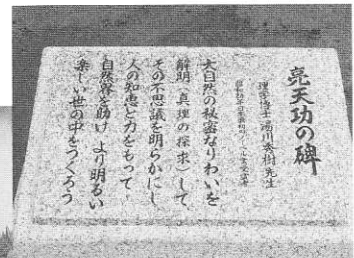 亮天功の碑
理学博士 湯川秀樹先生
大自然の秘密なりわいを
解明(真理の探求)して、
その不思議を明らかにし
人の知恵と力をもって、
自然界を助け より明るい
楽しい世の中をつくろう